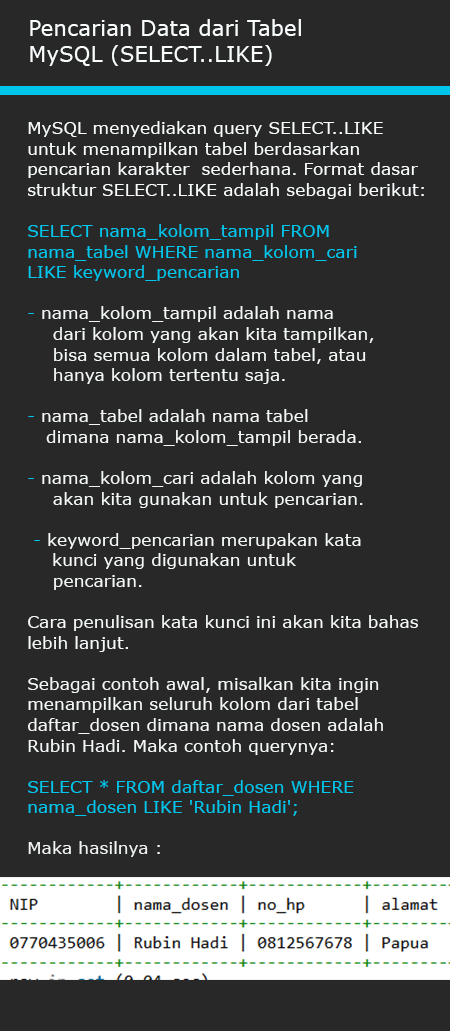 Pencarian Data dari Tabel
MySQL (SELECT..LIKE)
MySQL menyediakan query SELECT..LIKE
untuk menampilkan tabel berdasarkan
pencarian karakter  sederhana. Format dasar
struktur SELECT..LIKE adalah sebagai berikut:
SELECT nama_kolom_tampil FROM
nama_tabel WHERE nama_kolom_cari
LIKE keyword_pencarian
- nama_kolom_tampil adalah nama
dari kolom yang akan kita tampilkan,
bisa semua kolom dalam tabel, atau
hanya kolom tertentu saja.
- nama_tabel adalah nama tabel
dimana nama_kolom_tampil berada.
- nama_kolom_cari adalah kolom yang
akan kita gunakan untuk pencarian.
- keyword_pencarian merupakan kata
kunci yang digunakan untuk
pencarian.
Cara penulisan kata kunci ini akan kita bahas
lebih lanjut.
Sebagai contoh awal, misalkan kita ingin
menampilkan seluruh kolom dari tabel
daftar_dosen dimana nama dosen adalah
Rubin Hadi. Maka contoh querynya:
SELECT * FROM daftar_dosen WHERE
nama_dosen LIKE 'Rubin Hadi';
Maka hasilnya :
------------+------------+------------+--------
NIP | nama_dosen | no_hp | alamat
------------+------------+------------+--------
0770435006 | Rubin Hadi | 0812567678 | Papua
------------+------------+------------+--------